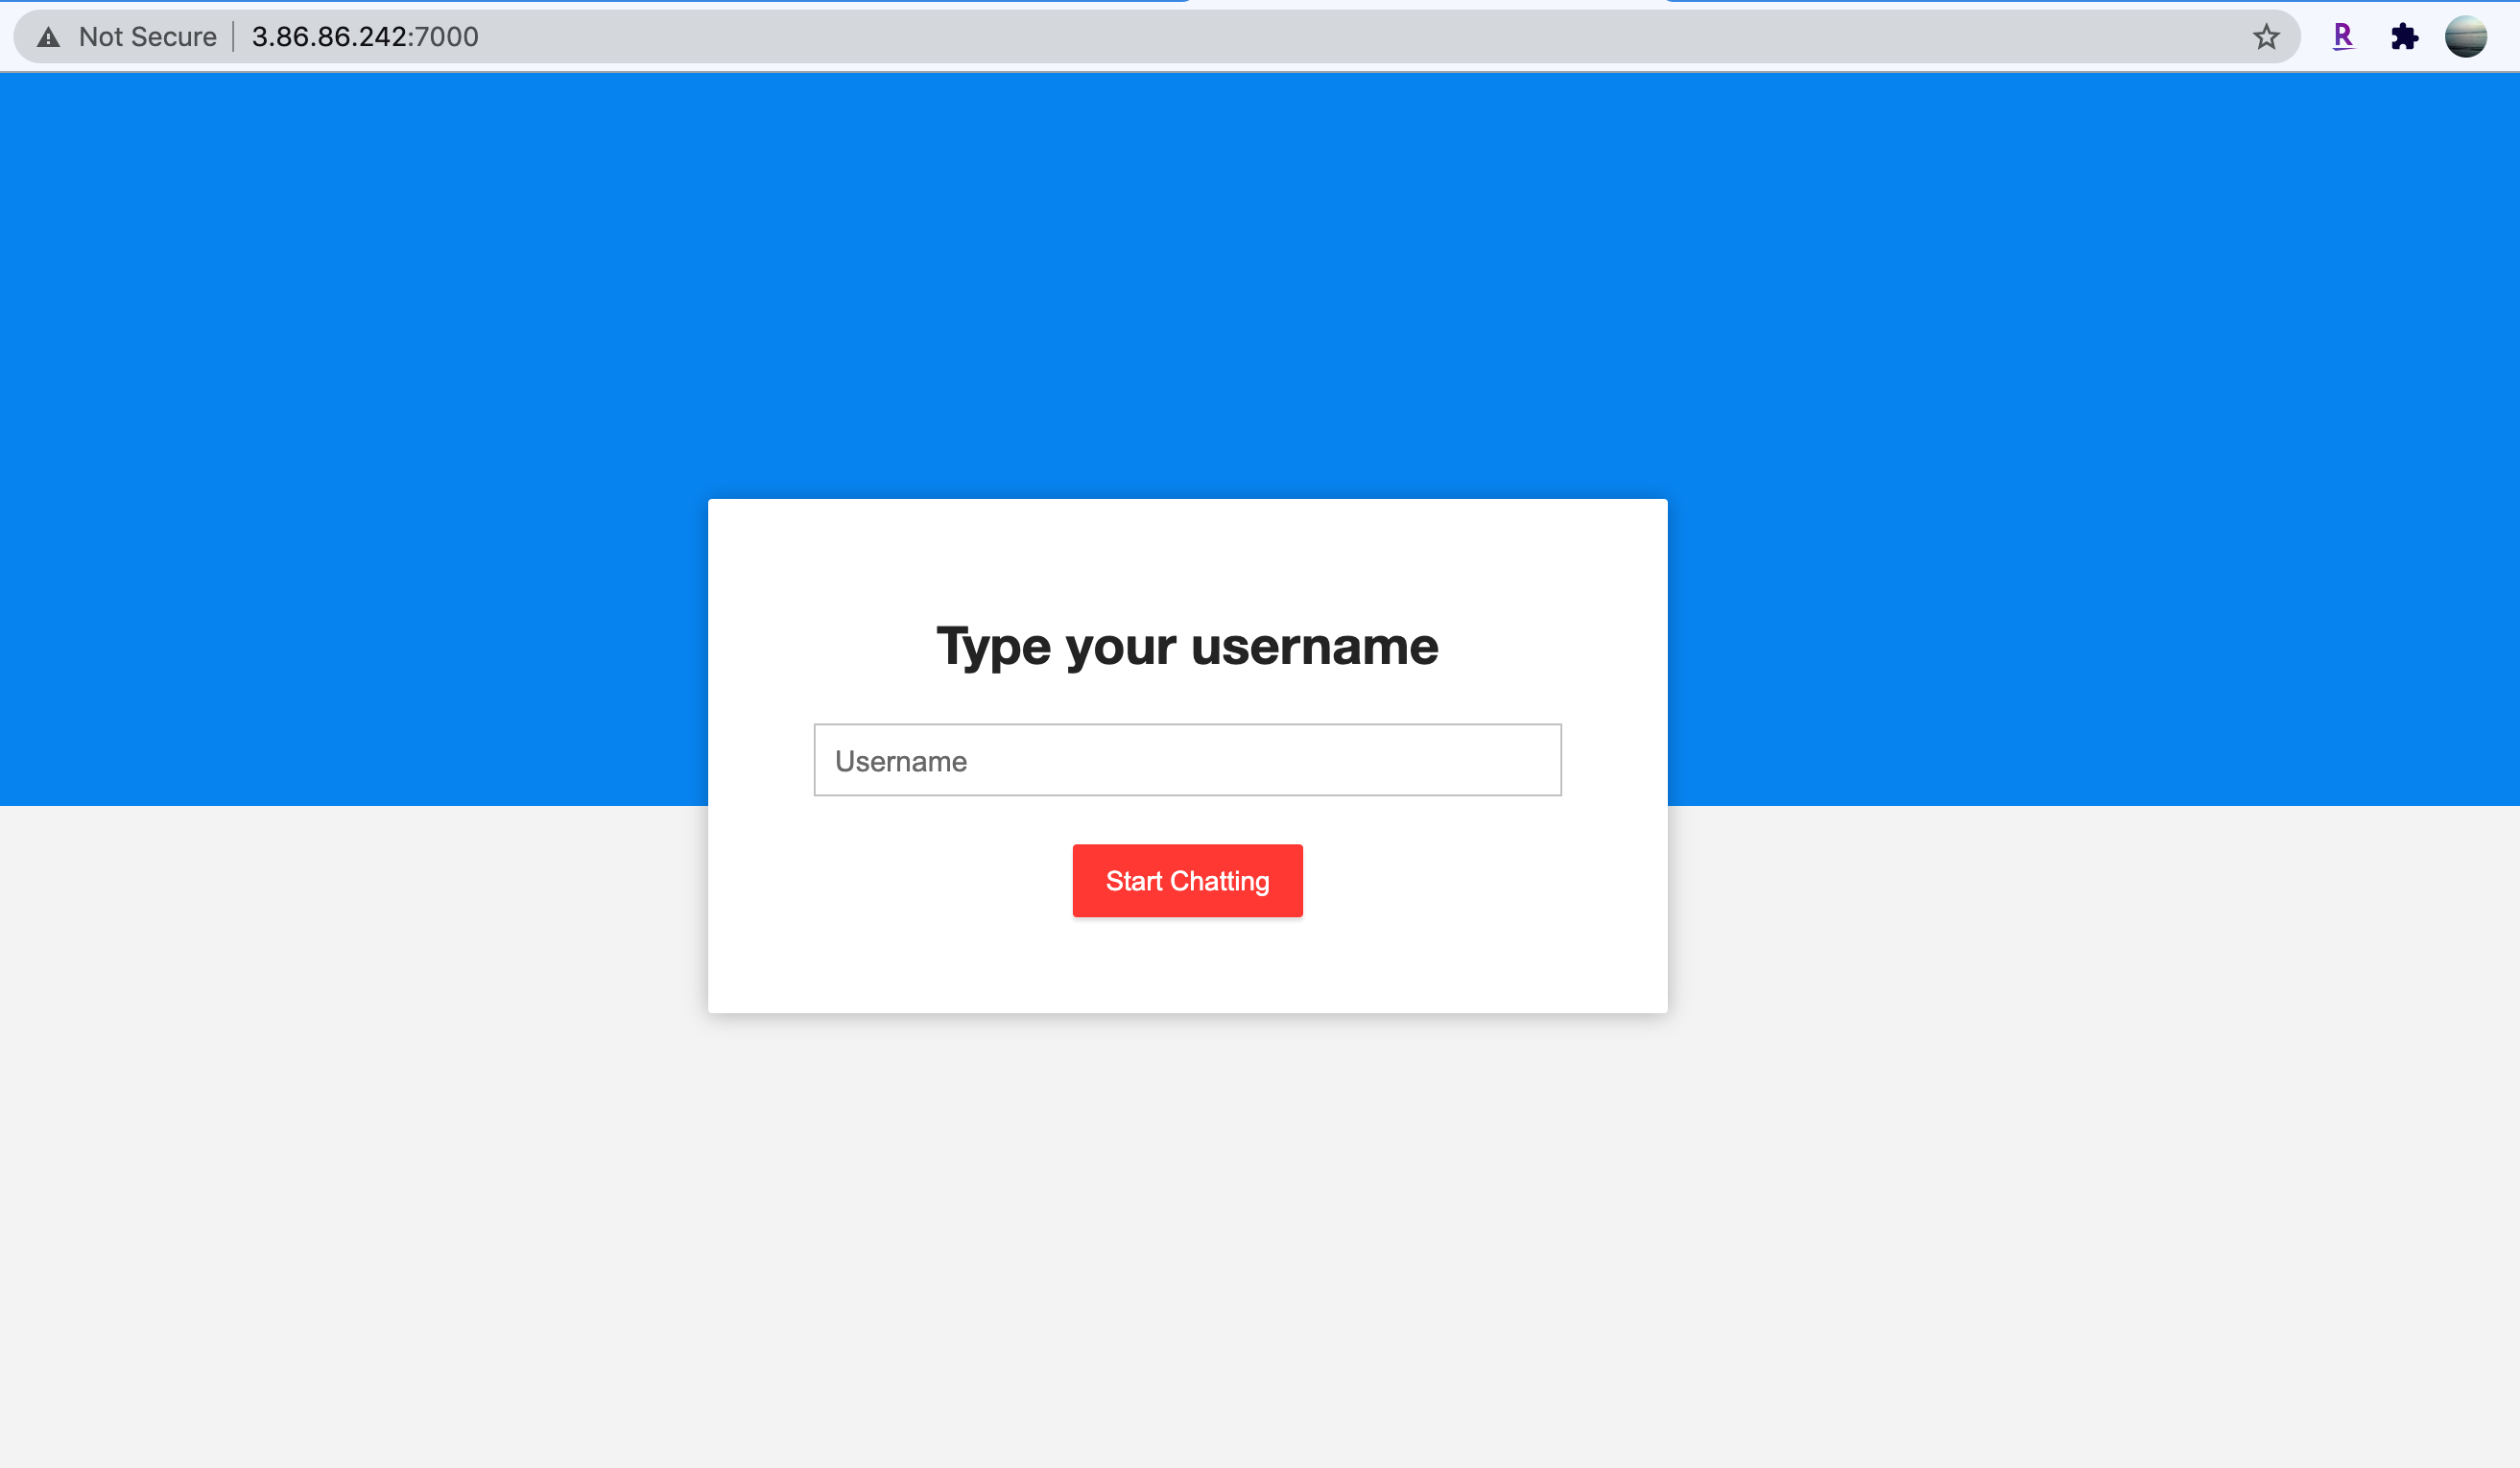 Not Secure 3.86.86.242:7000 R
Type your username
Username
Start Chatting